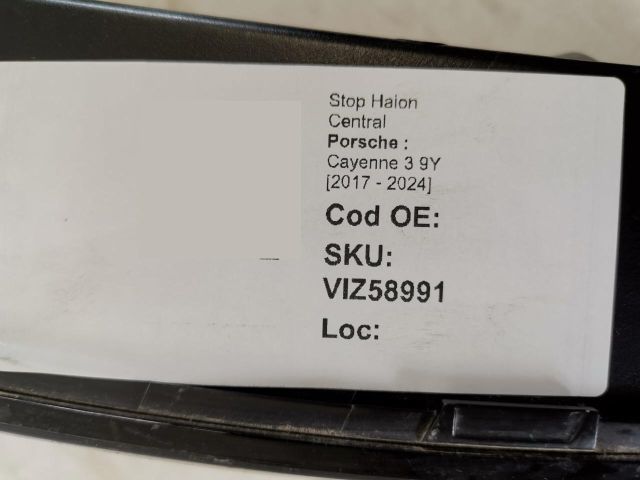 Stop Haion
Central
Porsche :
Cayenne 3 9Y
[2017 - 2024]
Cod OE:
SKU:
VIZ58991
Loc: